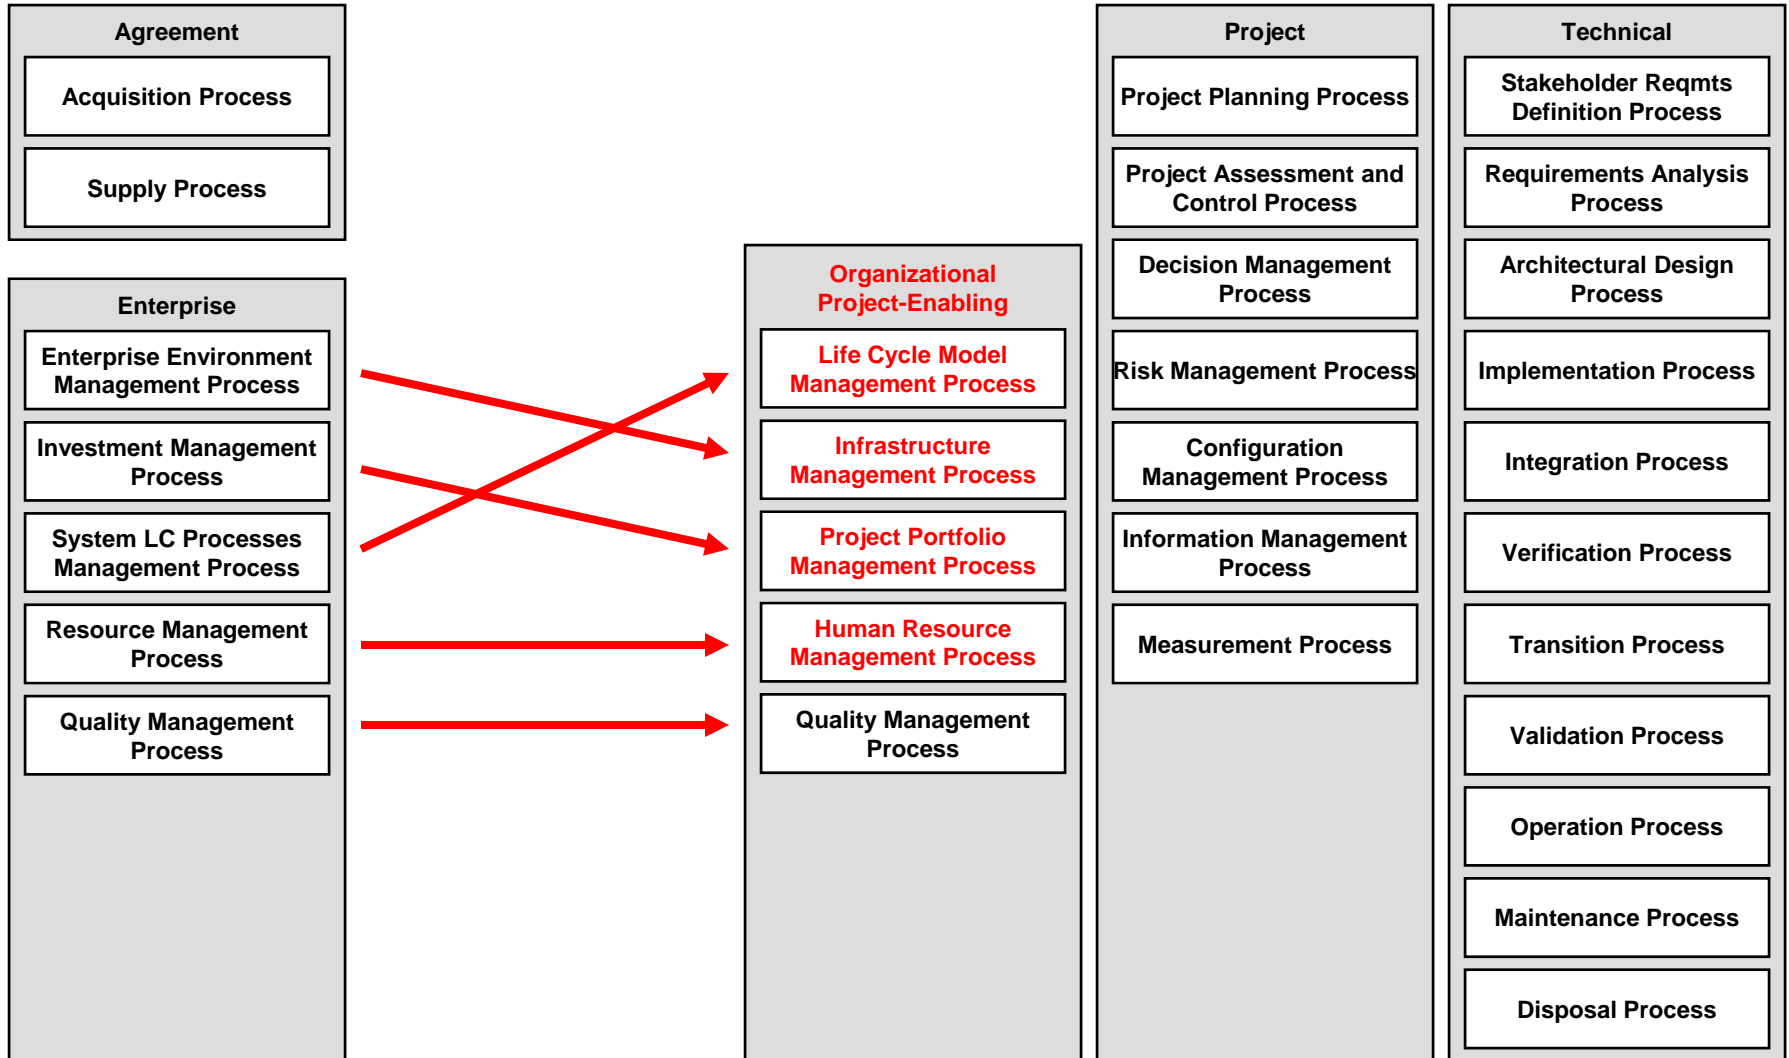 Agreement
Acquisition Process
Supply Process
Enterprise
Enterprise Environment
Management Process
Investment Management
Process
System LC Processes
Management Process
Resource Management
Process
Quality Management
Process
Organizational
Project-Enabling
Life Cycle Model
Management Process
Infrastructure
Management Process
Project Portfolio
Management Process
Human Resource
Management Process
Quality Management
Process
Project
Project Planning Process
Project Assessment and
Control Process
Decision Management
Process
Risk Management Process
Configuration
Management Process
Information Management
Process
Measurement Process
Technical
Stakeholder Reqmts
Definition Process
Requirements Analysis
Process
Architectural Design
Process
Implementation Process
Integration Process
Verification Process
Transition Process
Validation Process
Operation Process
Maintenance Process
Disposal Process